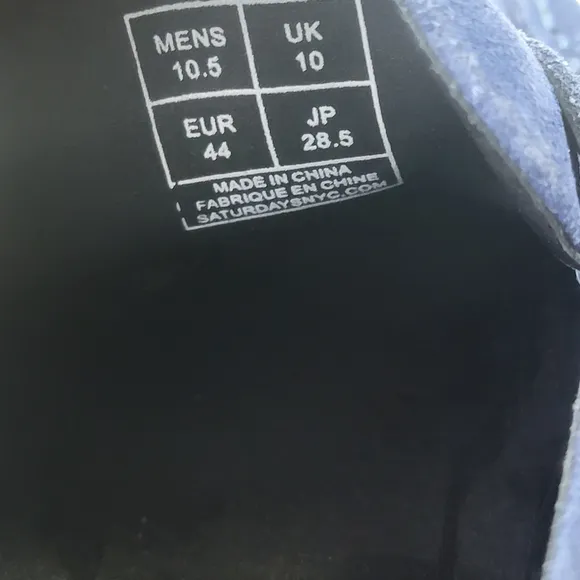 MENS UK
10.5 10
EUR JP
44 28.5
MADE IN CHINA
FABRIQUE EN CHINE
SATURDAYSNYC.COM